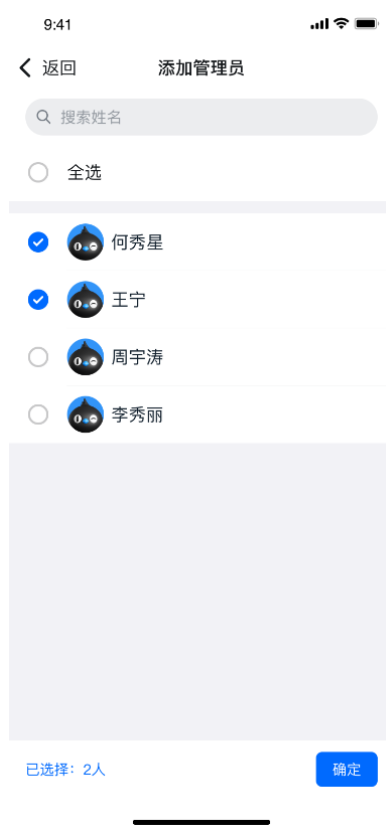 9:41
返回 添加管理员
搜索姓名
全选
何秀星
王宁
周宇涛
李秀丽
已选择：2人 确定